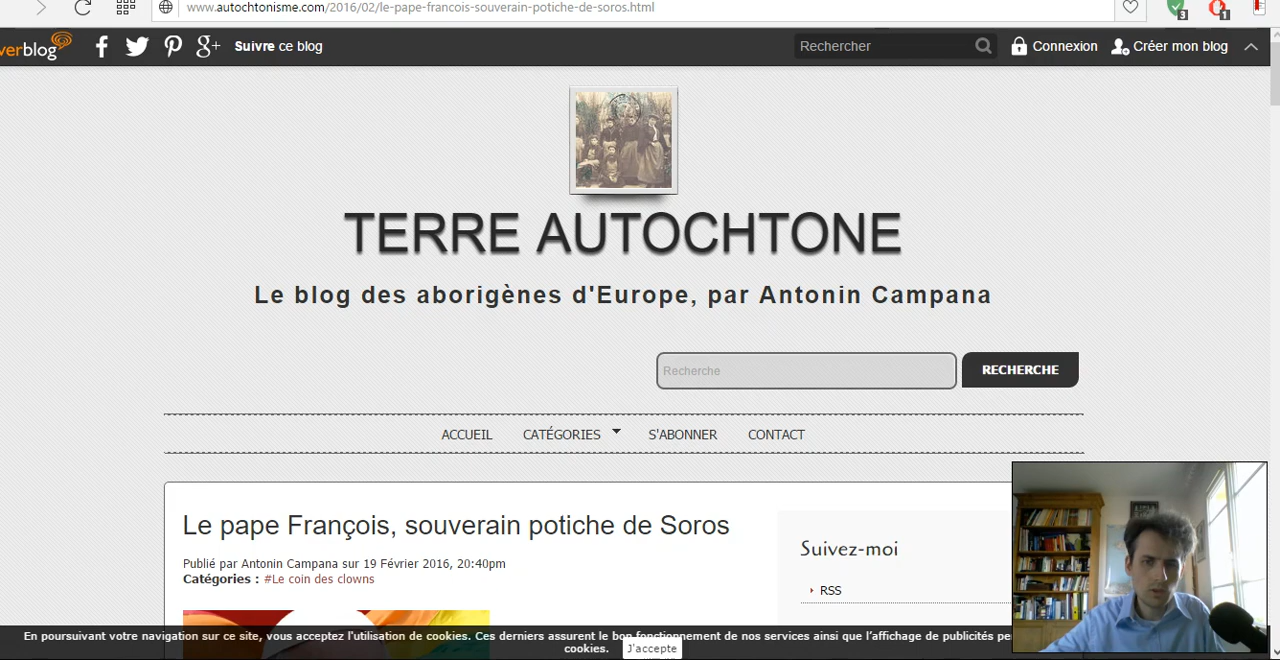 www.autochtonisme.com/2016/02/le-pape-francois-souverain-potiche-de-soros.html
3
1
verblog
Suivre ce blog
Rechercher
Connexion
Créer mon blog
TERRE AUTOCHTONE
Le blog des aborigènes d'Europe, par Antonin Campana
Recherche
RECHERCHE
ACCUEIL
CATÉGORIES
S'ABONNER
CONTACT
Le pape François, souverain potiche de Soros
Publié par Antonin Campana sur 19 Février 2016, 20:40pm
Catégories : #Le coin des clowns
Suivez-moi
RSS
En poursuivant votre navigation sur ce site, vous acceptez l'utilisation de cookies. Ces derniers assurent le bon fonctionnement de nos services ainsi que l'affichage de publicités
cookies. J'accepte